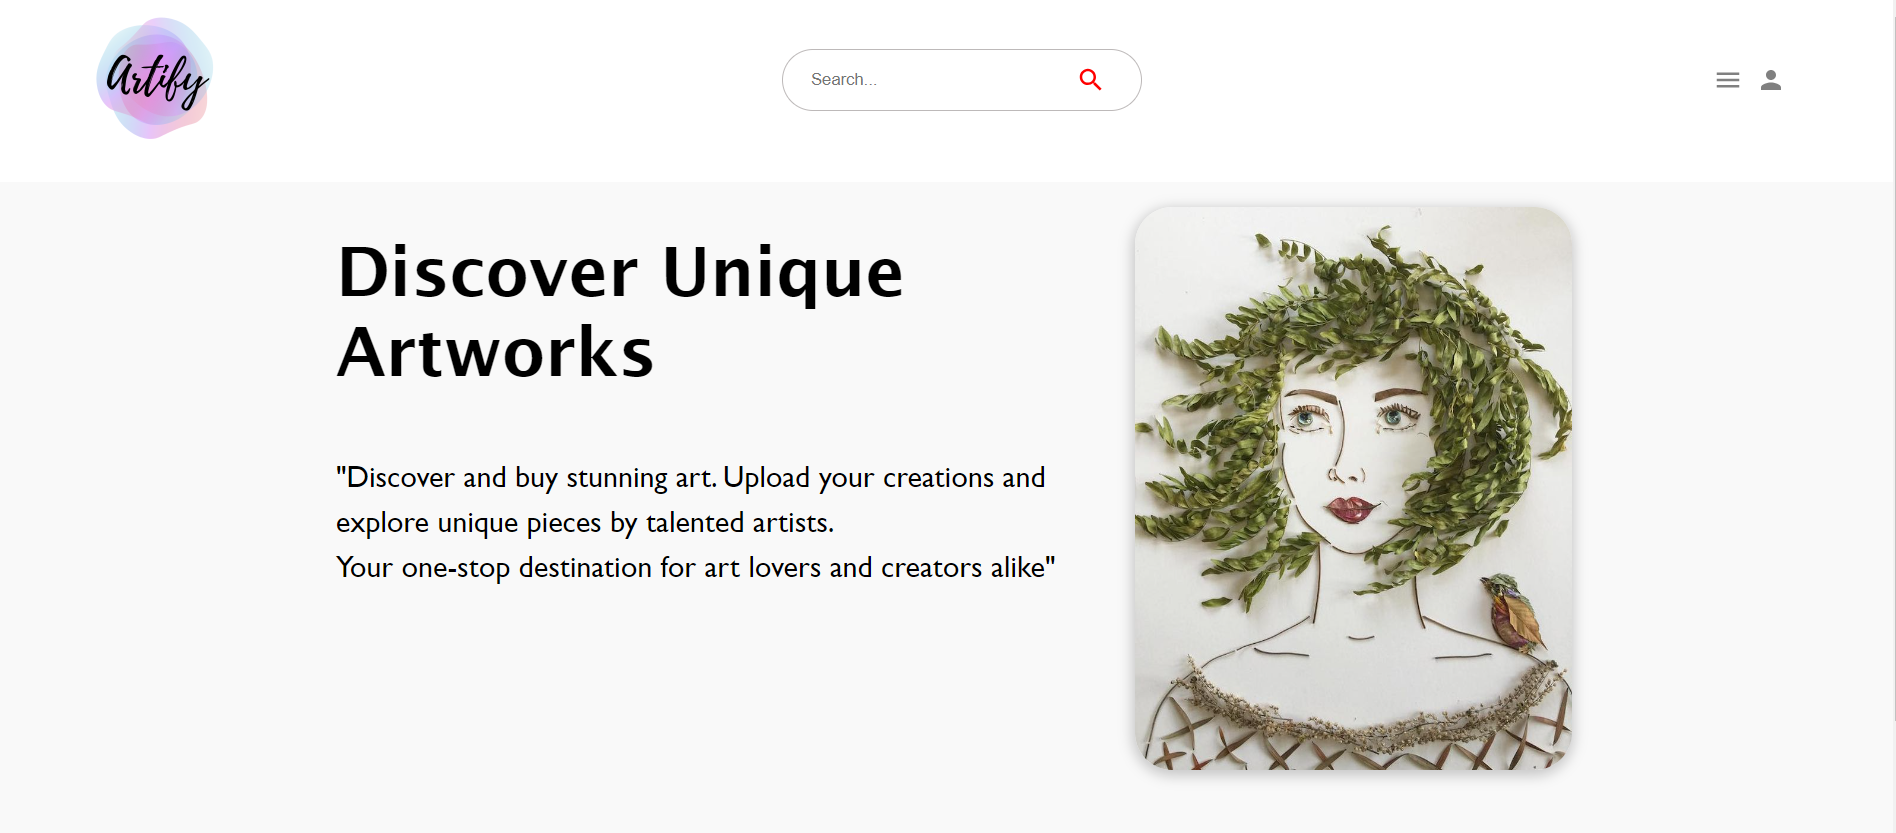 Artify
Search...
Discover Unique
Artworks
"Discover and buy stunning art. Upload your creations and
explore unique pieces by talented artists.
Your one-stop destination for art lovers and creators alike"